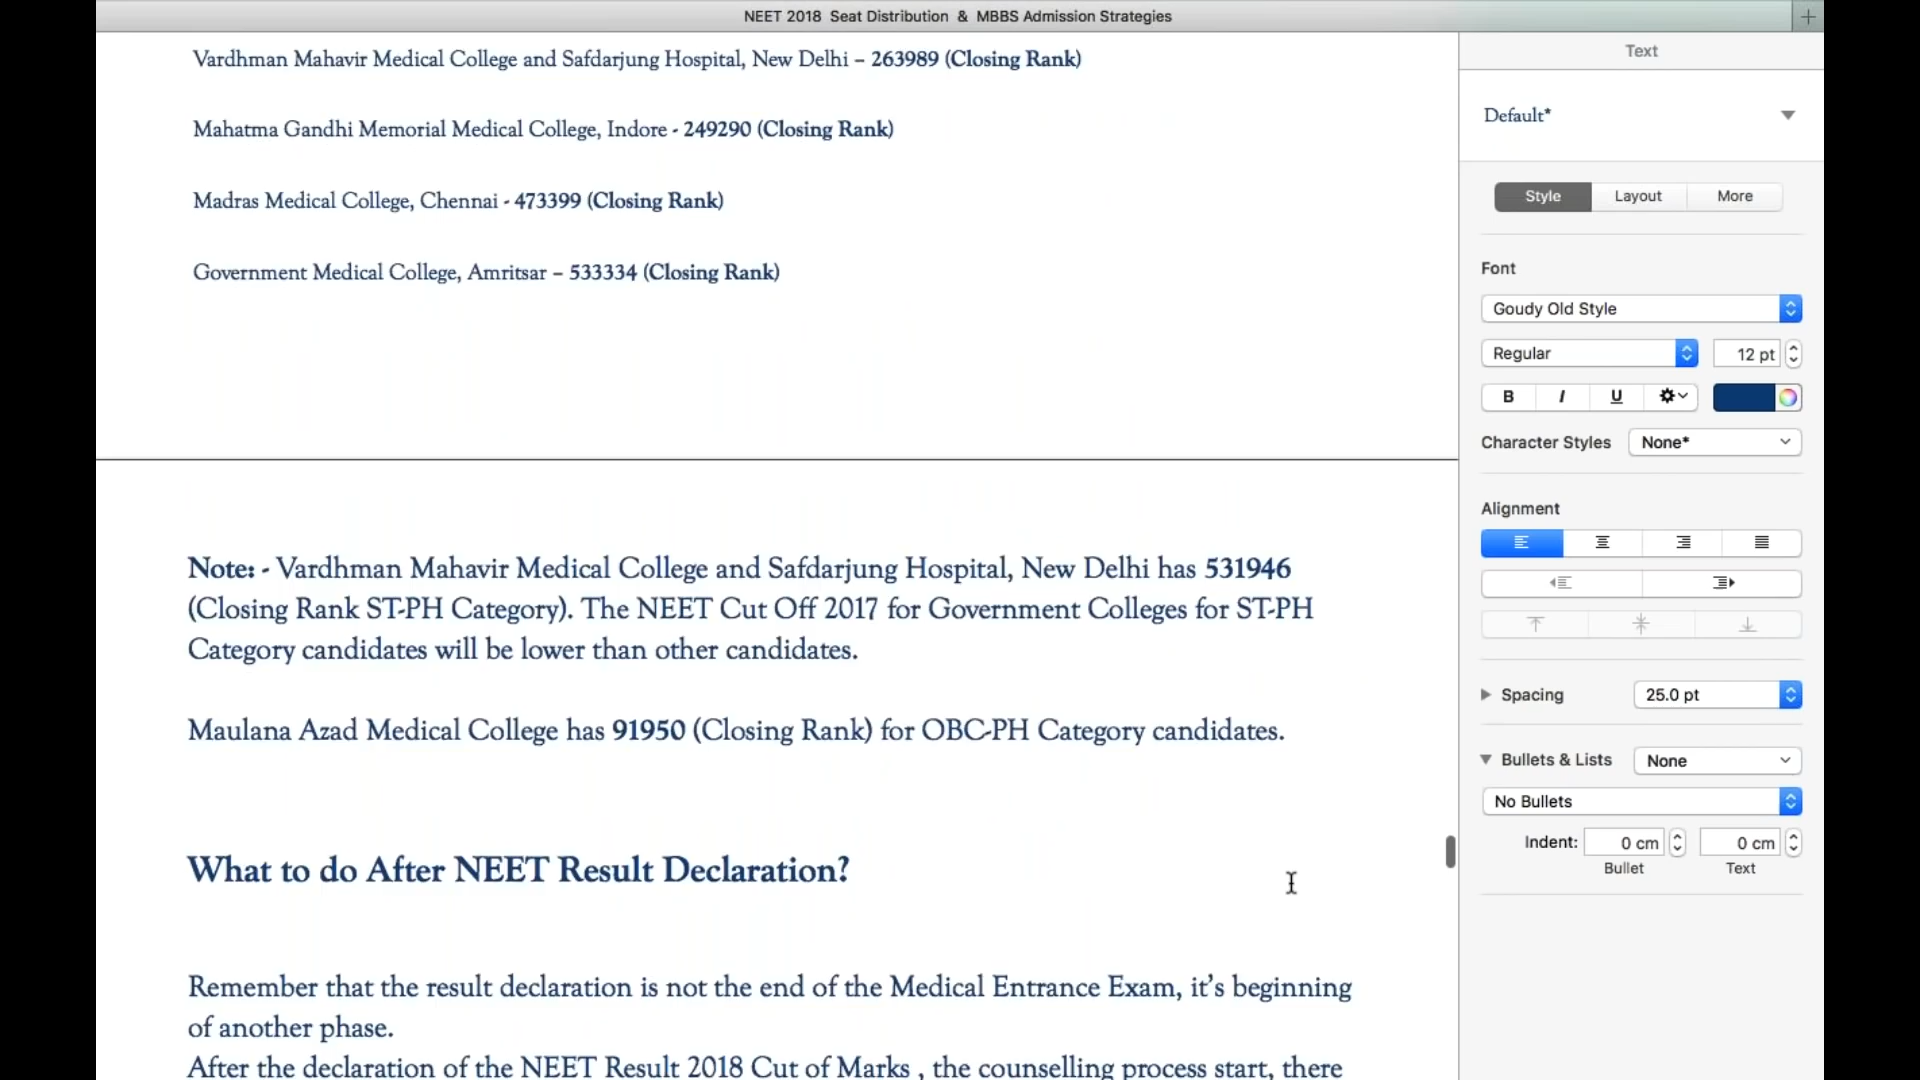 NEET 2018  Seat Distribution  &  MBBS Admission Strategies
Vardhman Mahavir Medical College and Safdarjung Hospital, New Delhi – 263989 (Closing Rank)
Mahatma Gandhi Memorial Medical College, Indore - 249290 (Closing Rank)
Madras Medical College, Chennai - 473399 (Closing Rank)
Government Medical College, Amritsar – 533334 (Closing Rank)
Note: - Vardhman Mahavir Medical College and Safdarjung Hospital, New Delhi has 531946
(Closing Rank ST-PH Category). The NEET Cut Off 2017 for Government Colleges for ST-PH
Category candidates will be lower than other candidates.
Maulana Azad Medical College has 91950 (Closing Rank) for OBC-PH Category candidates.
What to do After NEET Result Declaration?
Remember that the result declaration is not the end of the Medical Entrance Exam, it's beginning
of another phase.
After the declaration of the NEET Result 2018 Cut of Marks , the counselling process start, there
Text
Default*
Style Layout More
Font
Goudy Old Style
Regular 12 pt
B I U
Character Styles None*
Alignment
Spacing 25.0 pt
Bullets & Lists None
No Bullets
Indent: 0 cm 0 cm
Bullet Text